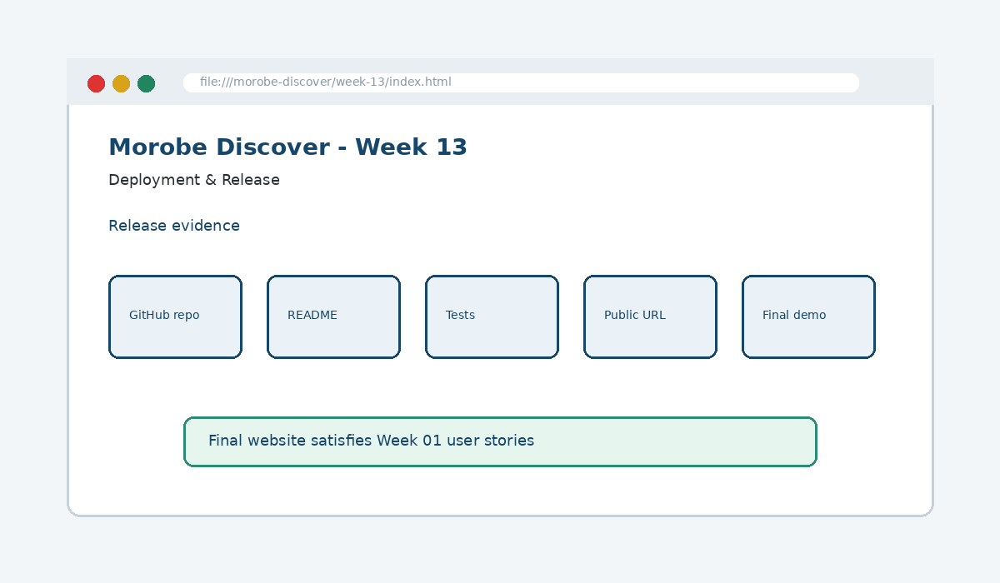 file:///morobe-discover/week-13/index.html
Morobe Discover - Week 13
Deployment & Release
Release evidence
GitHub repo
README
Tests
Public URL
Final demo
Final website satisfies Week 01 user stories